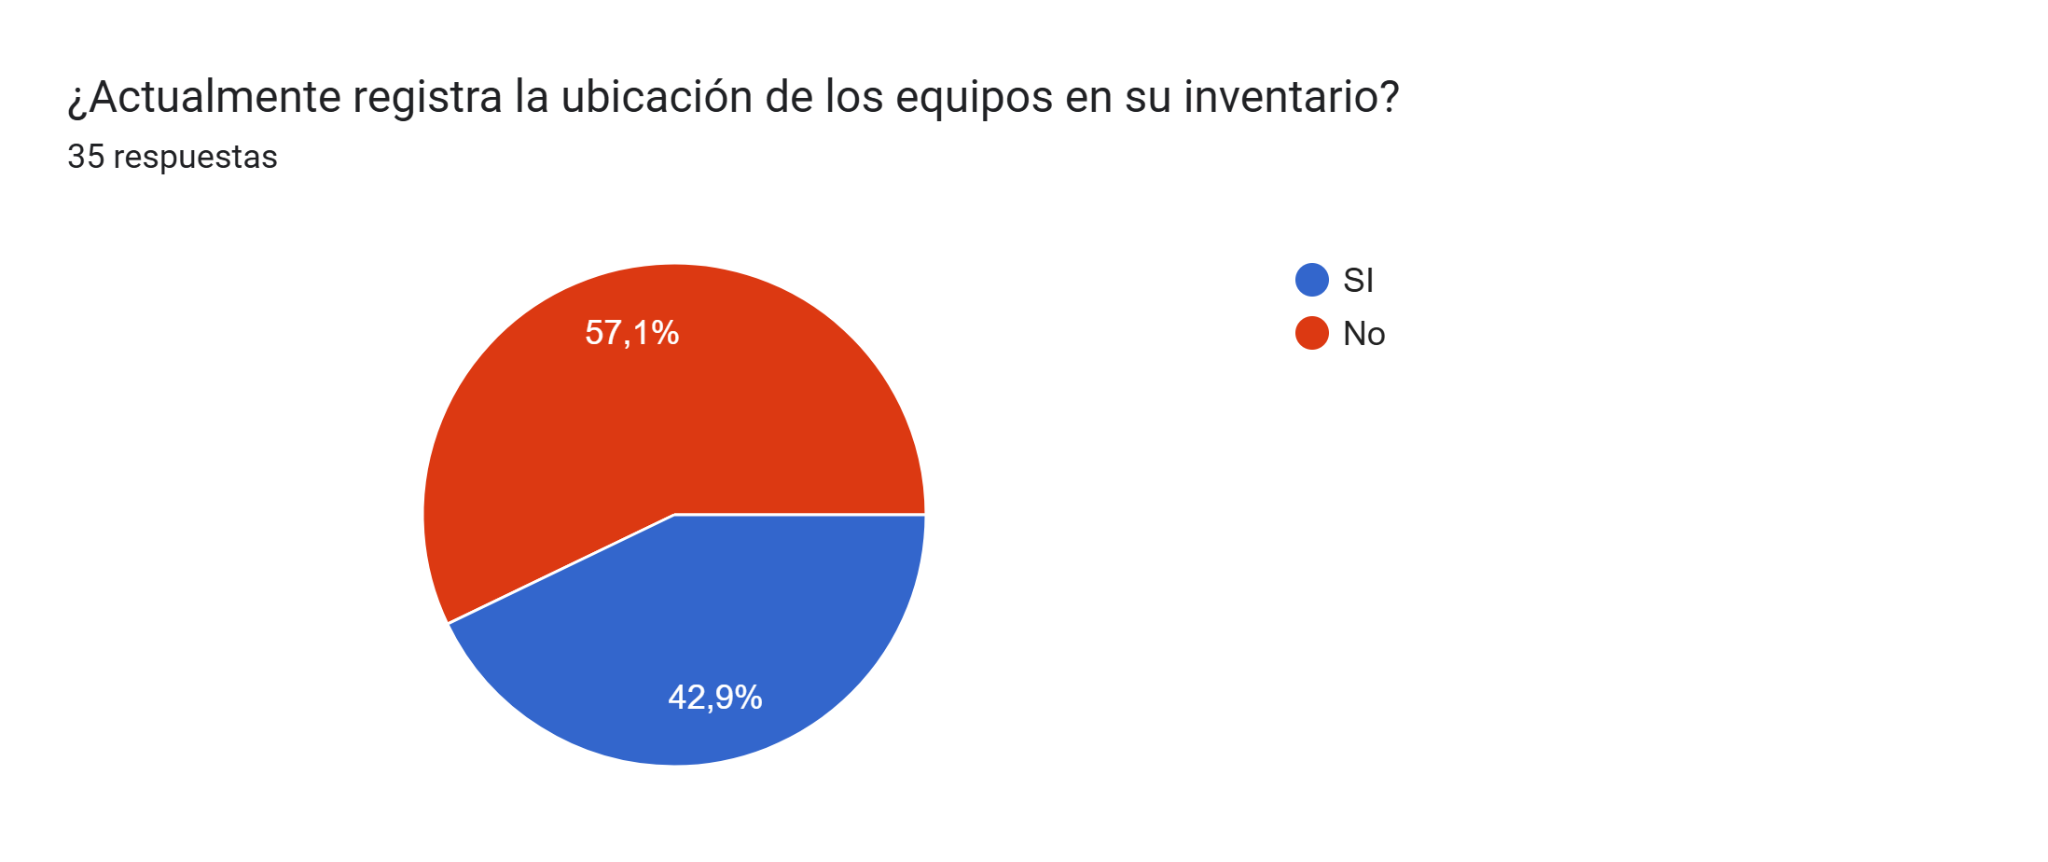 ¿Actualmente registra la ubicación de los equipos en su inventario?
35 respuestas
SI
No
57,1%
42,9%